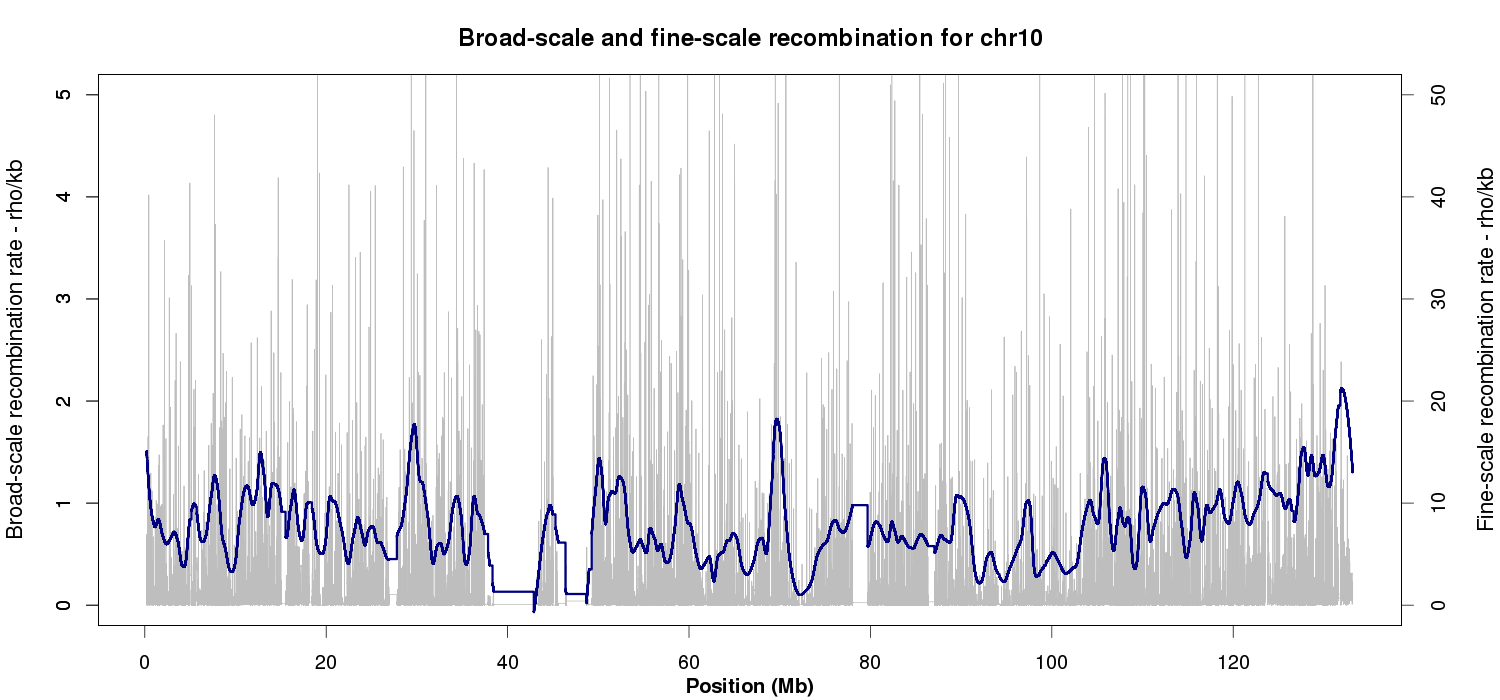 Broad-scale and fine-scale recombination for chr10
Broad-scale recombination rate - rho/kb
5
4
3
2
1
0
50
40
30
20
10
0
Fine-scale recombination rate - rho/kb
0 20 40 60 80 100 120
Position (Mb)